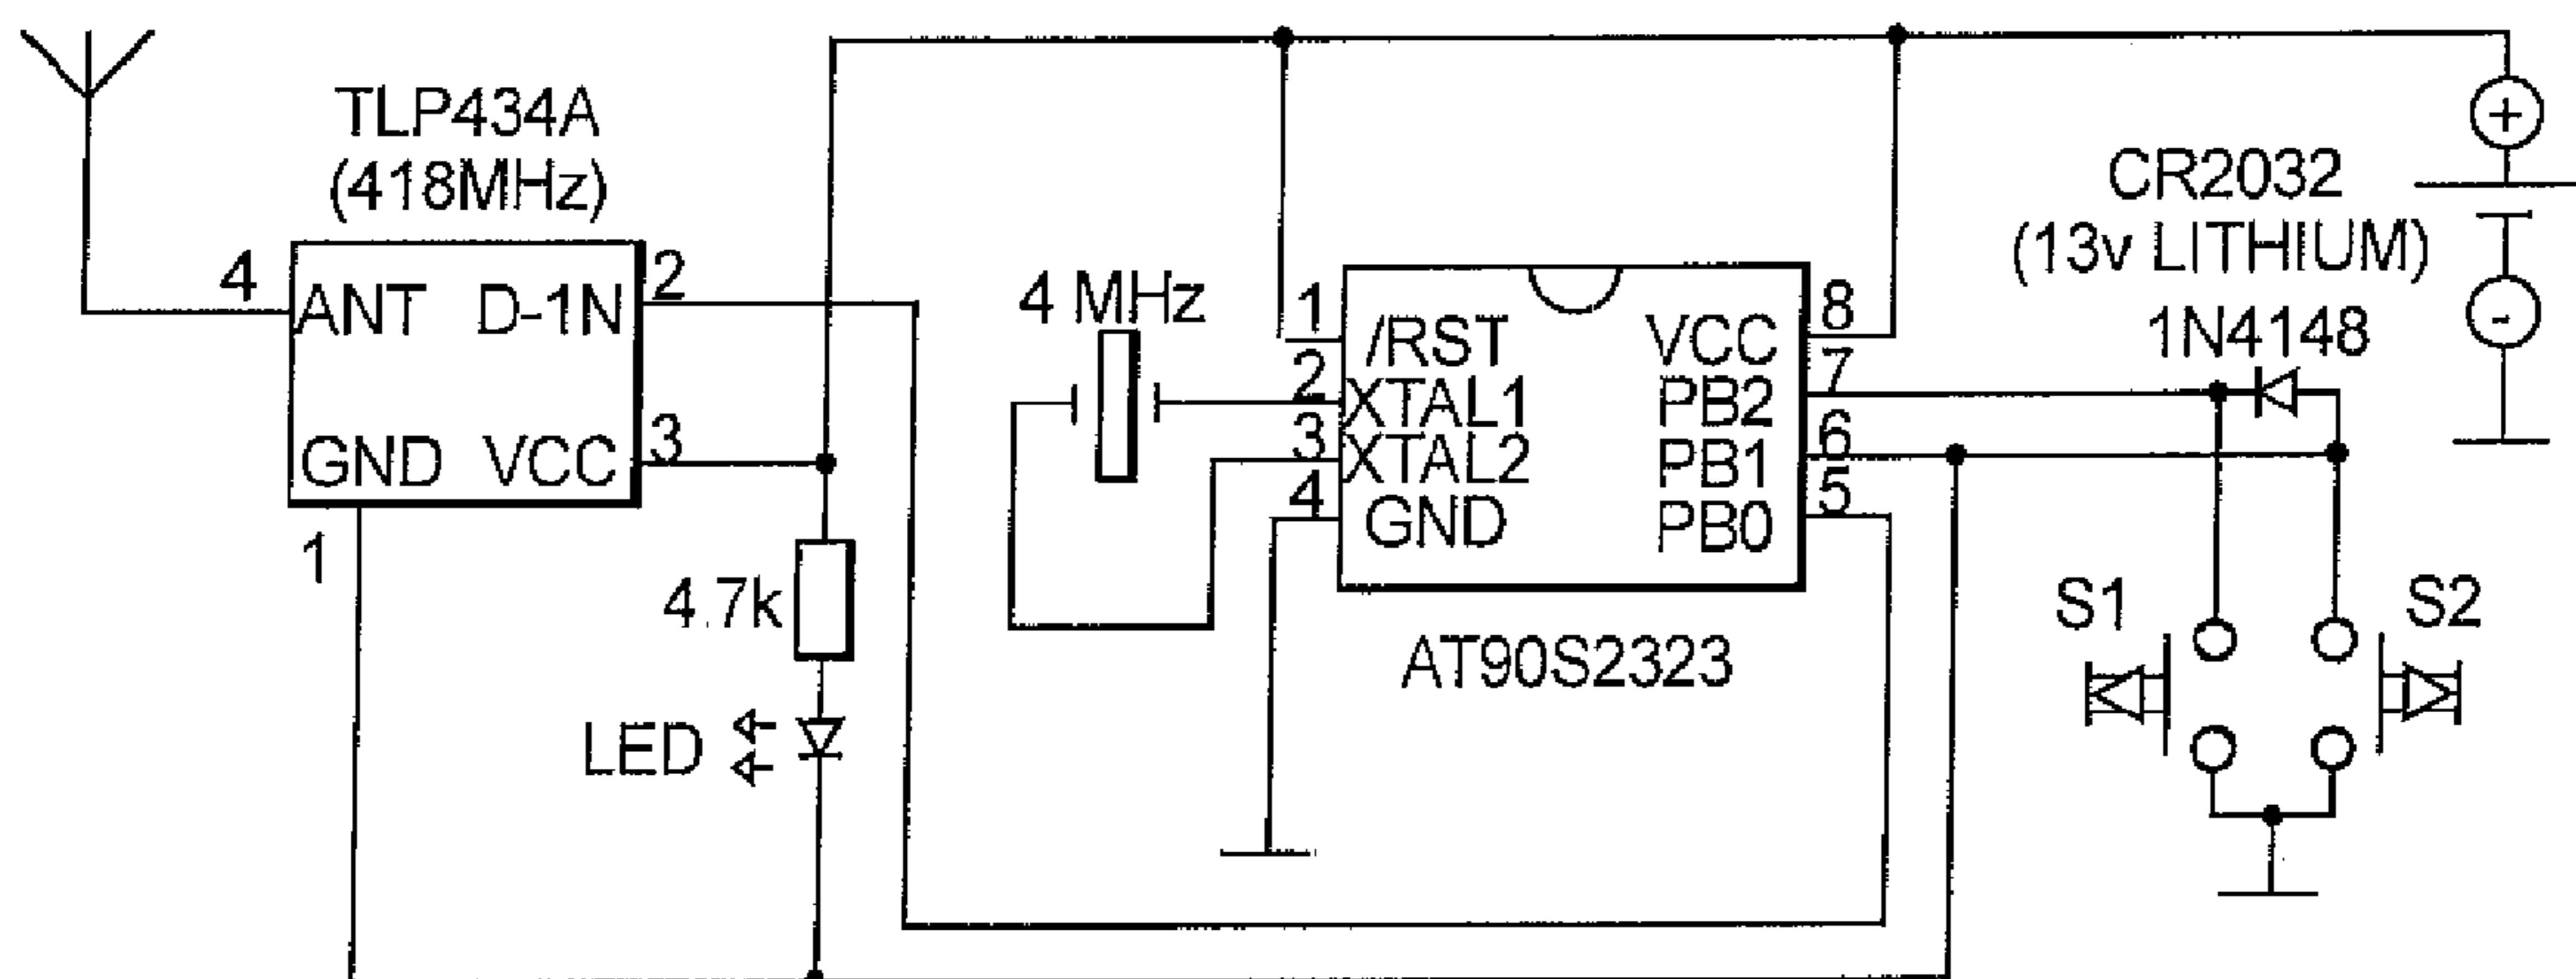 TLP434A
(418MHz)
4
ANT
D-1N
2
GND
VCC
3
1
4.7k
LED
4 MHz
1
/RST
2
XTAL1
3
XTAL2
4
GND
VCC
8
PB2
7
PB1
6
PB0
5
AT90S2323
CR2032
(13v LITHIUM)
1N4148
+
-
S1
S2